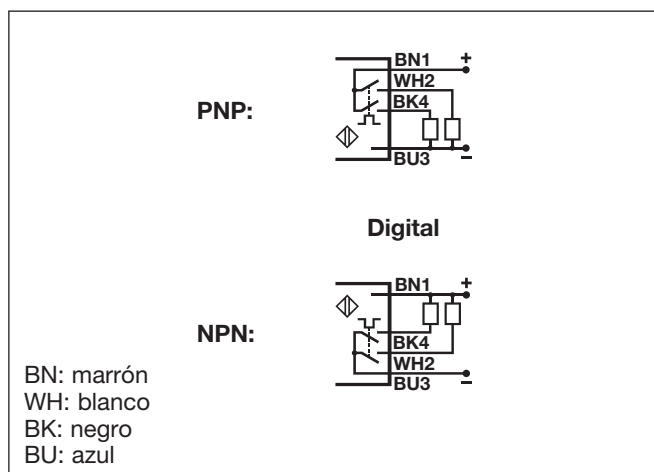 BN1 +
WH2
PNP: BK4
BU3 −
Digital
BN1 +
NPN: BK4
WH2
BU3 −
BN: marrón
WH: blanco
BK: negro
BU: azul